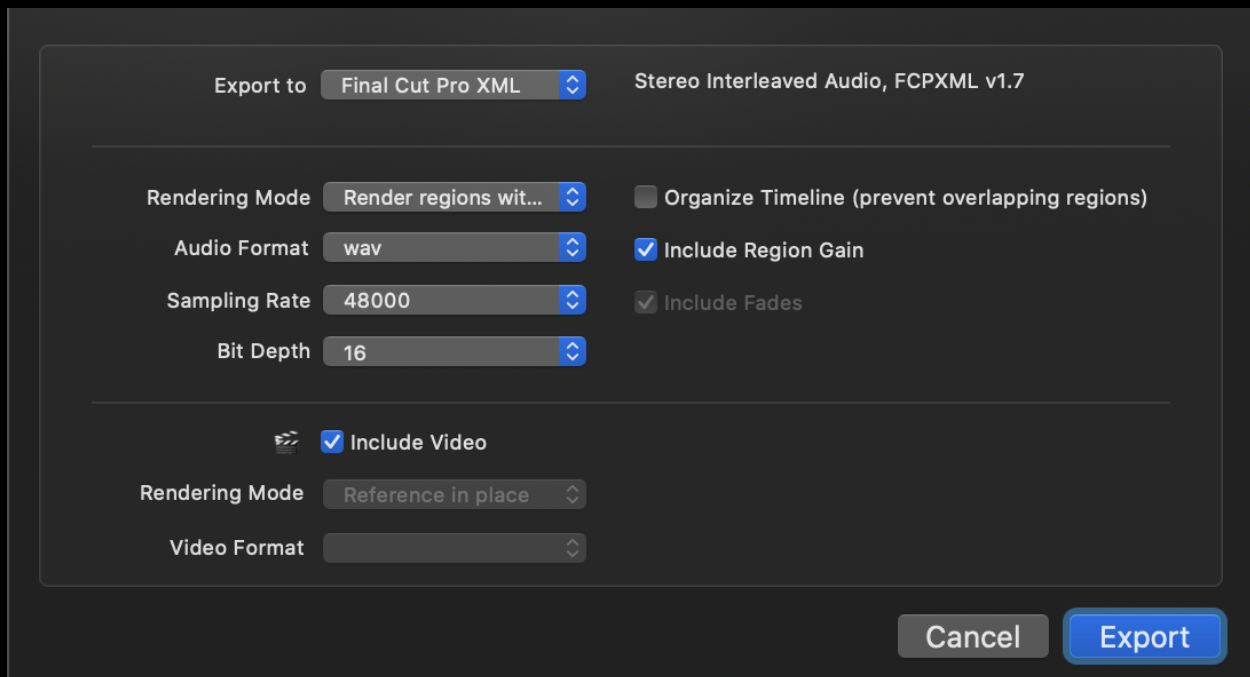 Export to Final Cut Pro XML Stereo Interleaved Audio, FCPXML v1.7
Rendering Mode Render regions wit... Organize Timeline (prevent overlapping regions)
Audio Format wav Include Region Gain
Sampling Rate 48000 Include Fades
Bit Depth 16
Include Video
Rendering Mode Reference in place
Video Format
Cancel Export